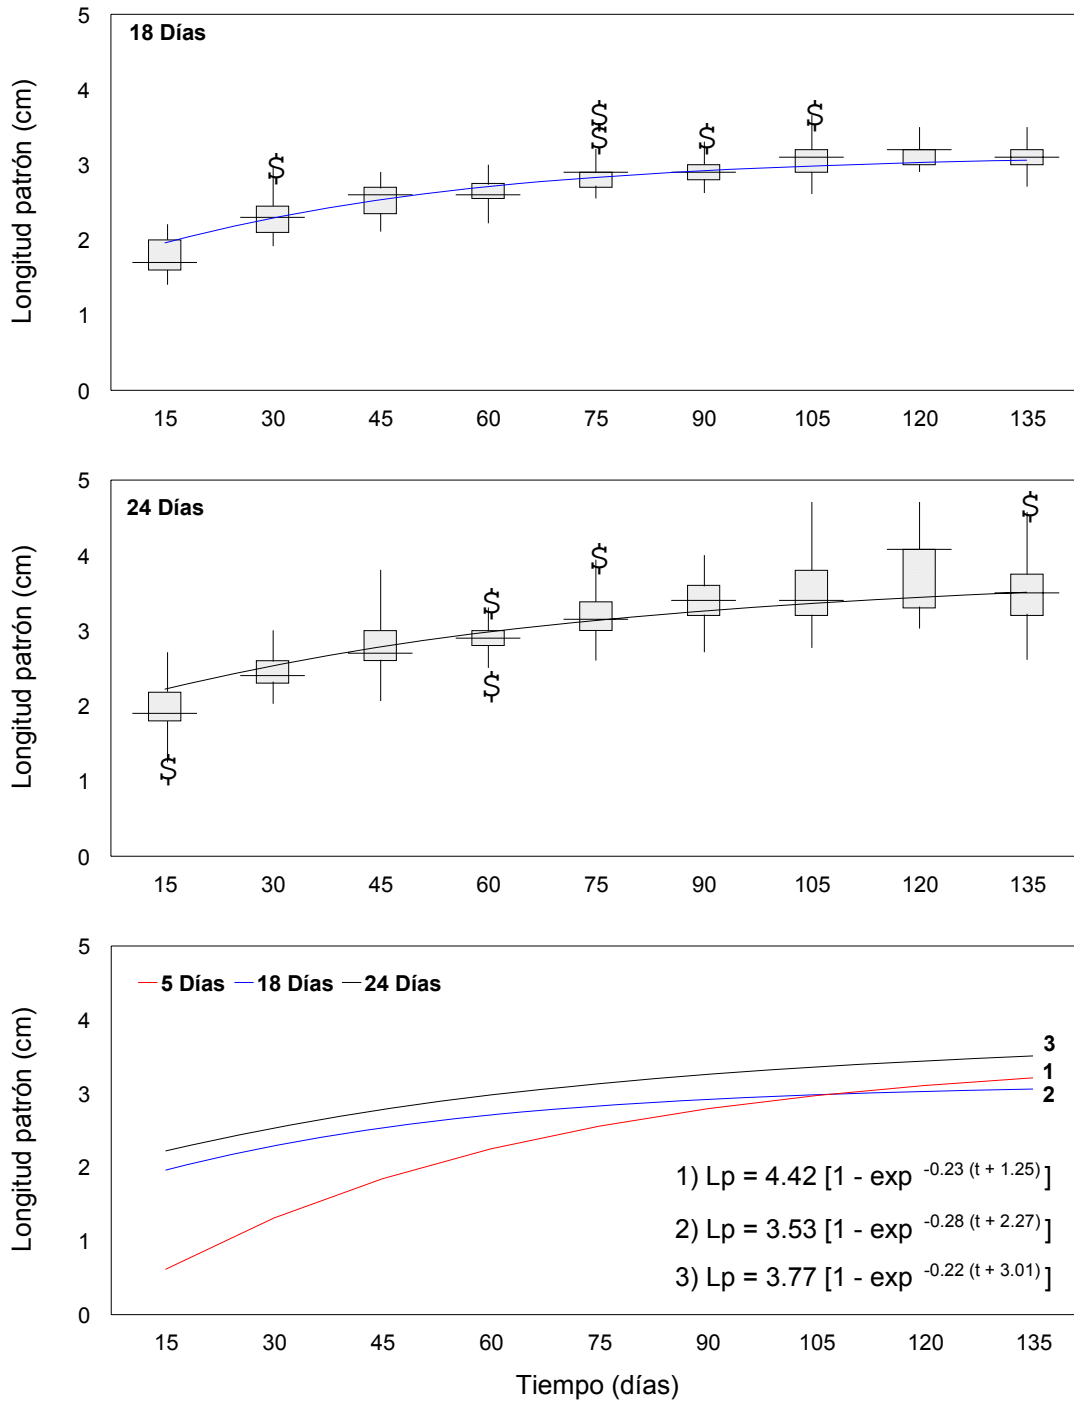 18 Días
Longitud patrón (cm)
5
4
3
2
1
0
$ $ $ $ $
15 30 45 60 75 90 105 120 135
24 Días
Longitud patrón (cm)
5
4
3
2
1
0
$ $ $ $ $
15 30 45 60 75 90 105 120 135
5 Días 18 Días 24 Días
Longitud patrón (cm)
5
4
3
2
1
0
3
1
2
1) Lp = 4.42 [1 - exp -0.23 (t + 1.25)]
2) Lp = 3.53 [1 - exp -0.28 (t + 2.27)]
3) Lp = 3.77 [1 - exp -0.22 (t + 3.01)]
15 30 45 60 75 90 105 120 135
Tiempo (días)